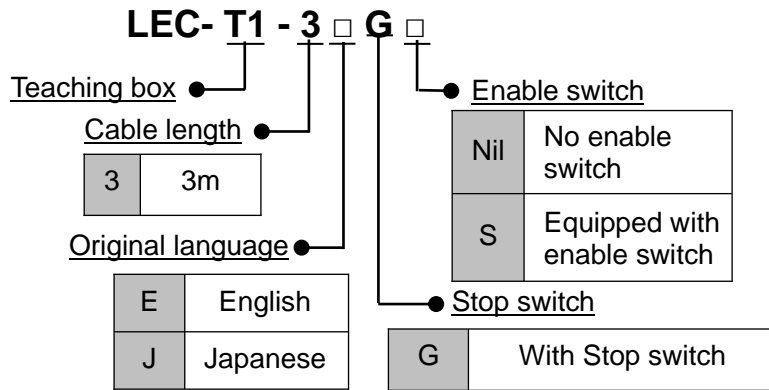 LEC- T1 - 3 □ G □
Teaching box
Enable switch
Cable length
Nil No enable
switch
3 3m
S Equipped with
enable switch
Original language
E English
J Japanese
Stop switch
G With Stop switch